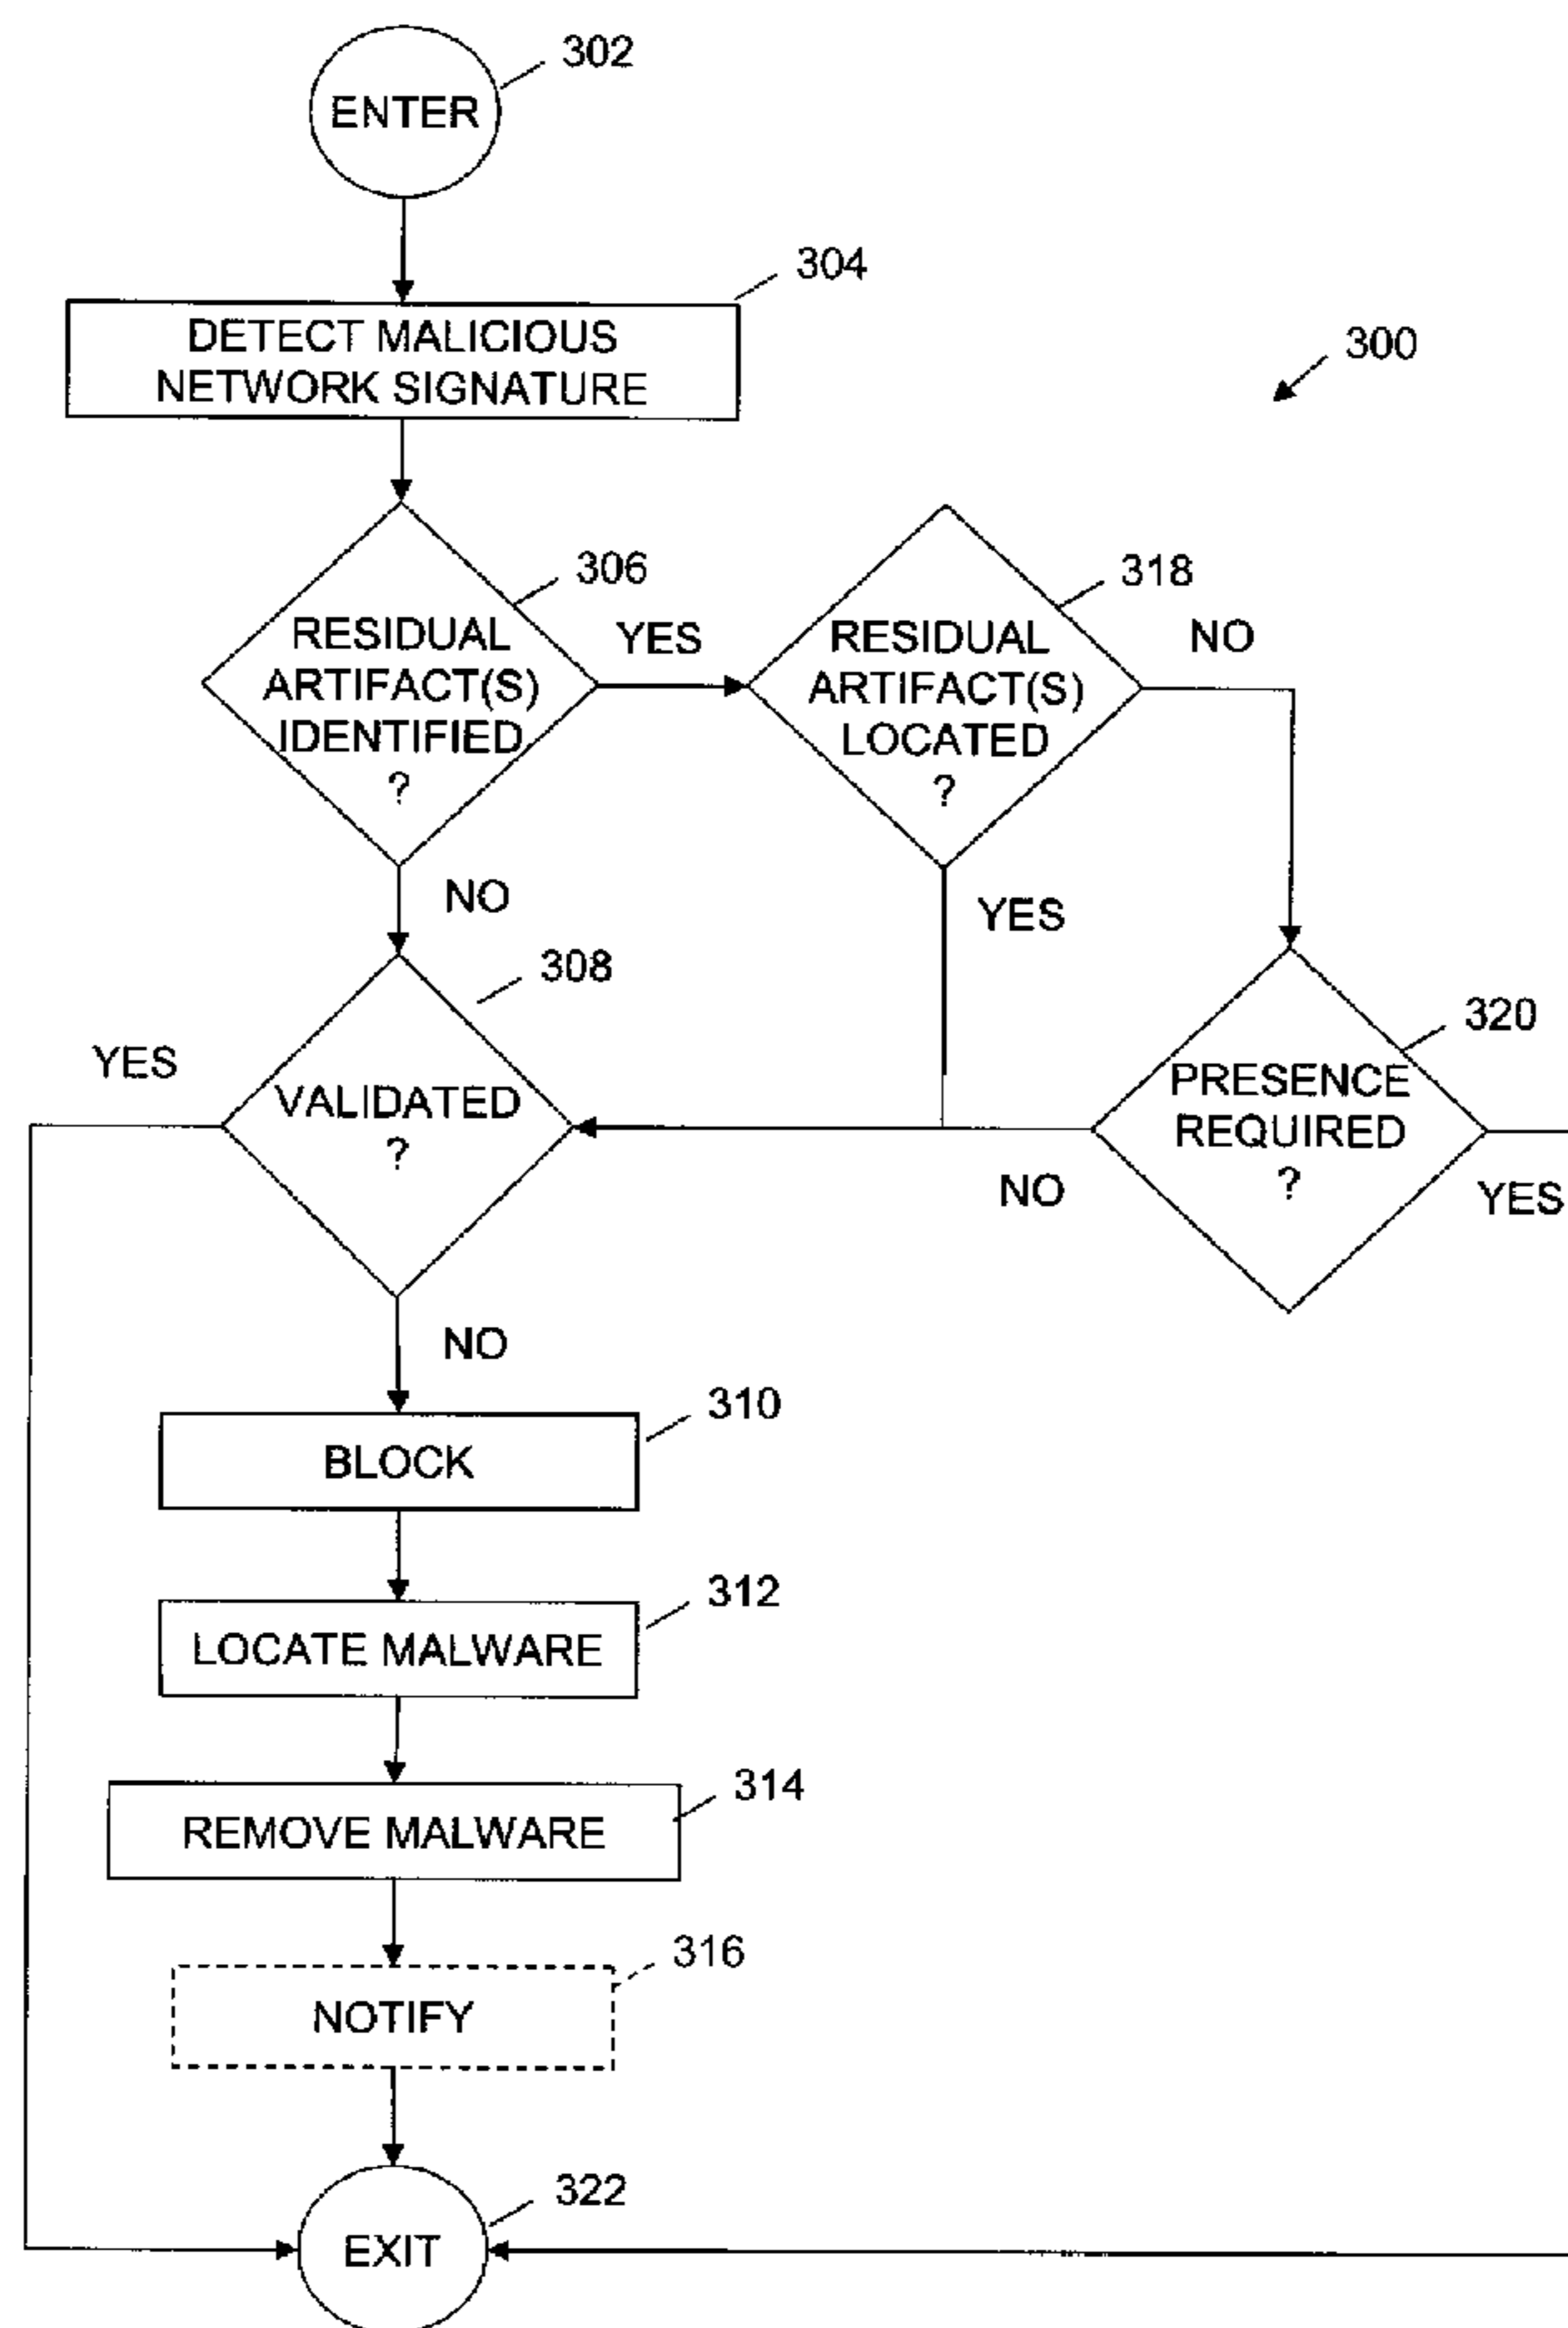 302
ENTER
304
DETECT MALICIOUS
NETWORK SIGNATURE
300
306
RESIDUAL
ARTIFACT(S)
IDENTIFIED
?
YES
318
RESIDUAL
ARTIFACT(S)
LOCATED
?
NO
NO
YES
308
YES
VALIDATED
?
320
PRESENCE
REQUIRED
?
NO
YES
NO
310
BLOCK
312
LOCATE MALWARE
314
REMOVE MALWARE
316
NOTIFY
322
EXIT